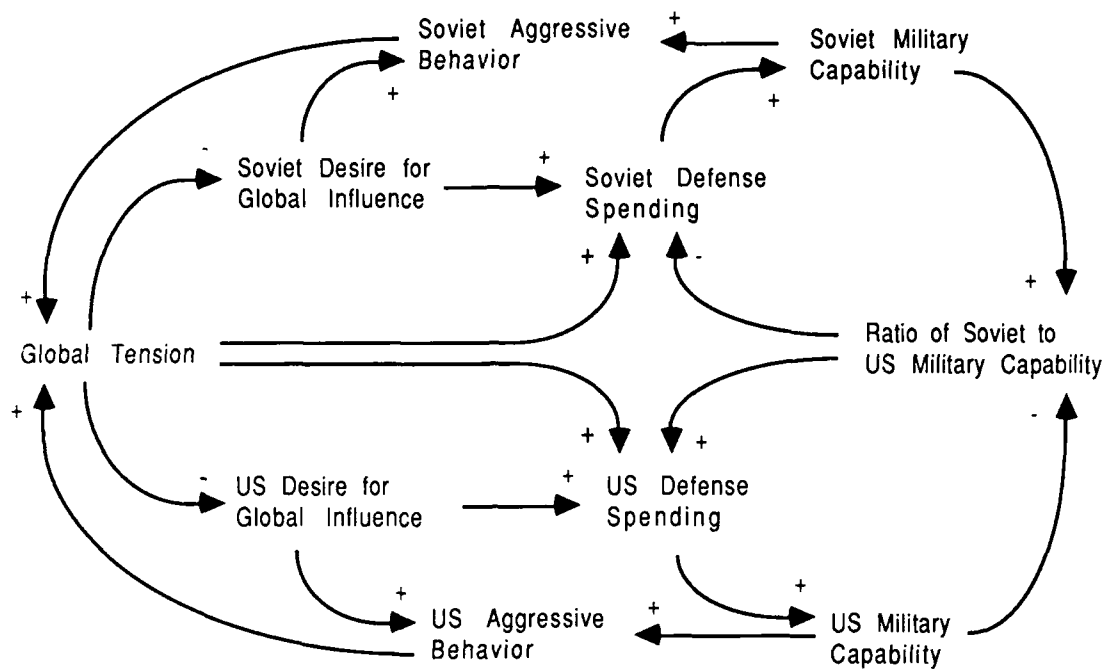 Soviet Aggressive
Behavior
+
Soviet Military
Capability
+
+
-
Soviet Desire for
Global Influence
+
Soviet Defense
Spending
+
-
+
+
Global Tension
Ratio of Soviet to
US Military Capability
+
-
+
+
-
US Desire for
Global Influence
+
US Defense
Spending
+
+
+
US Aggressive
Behavior
US Military
Capability